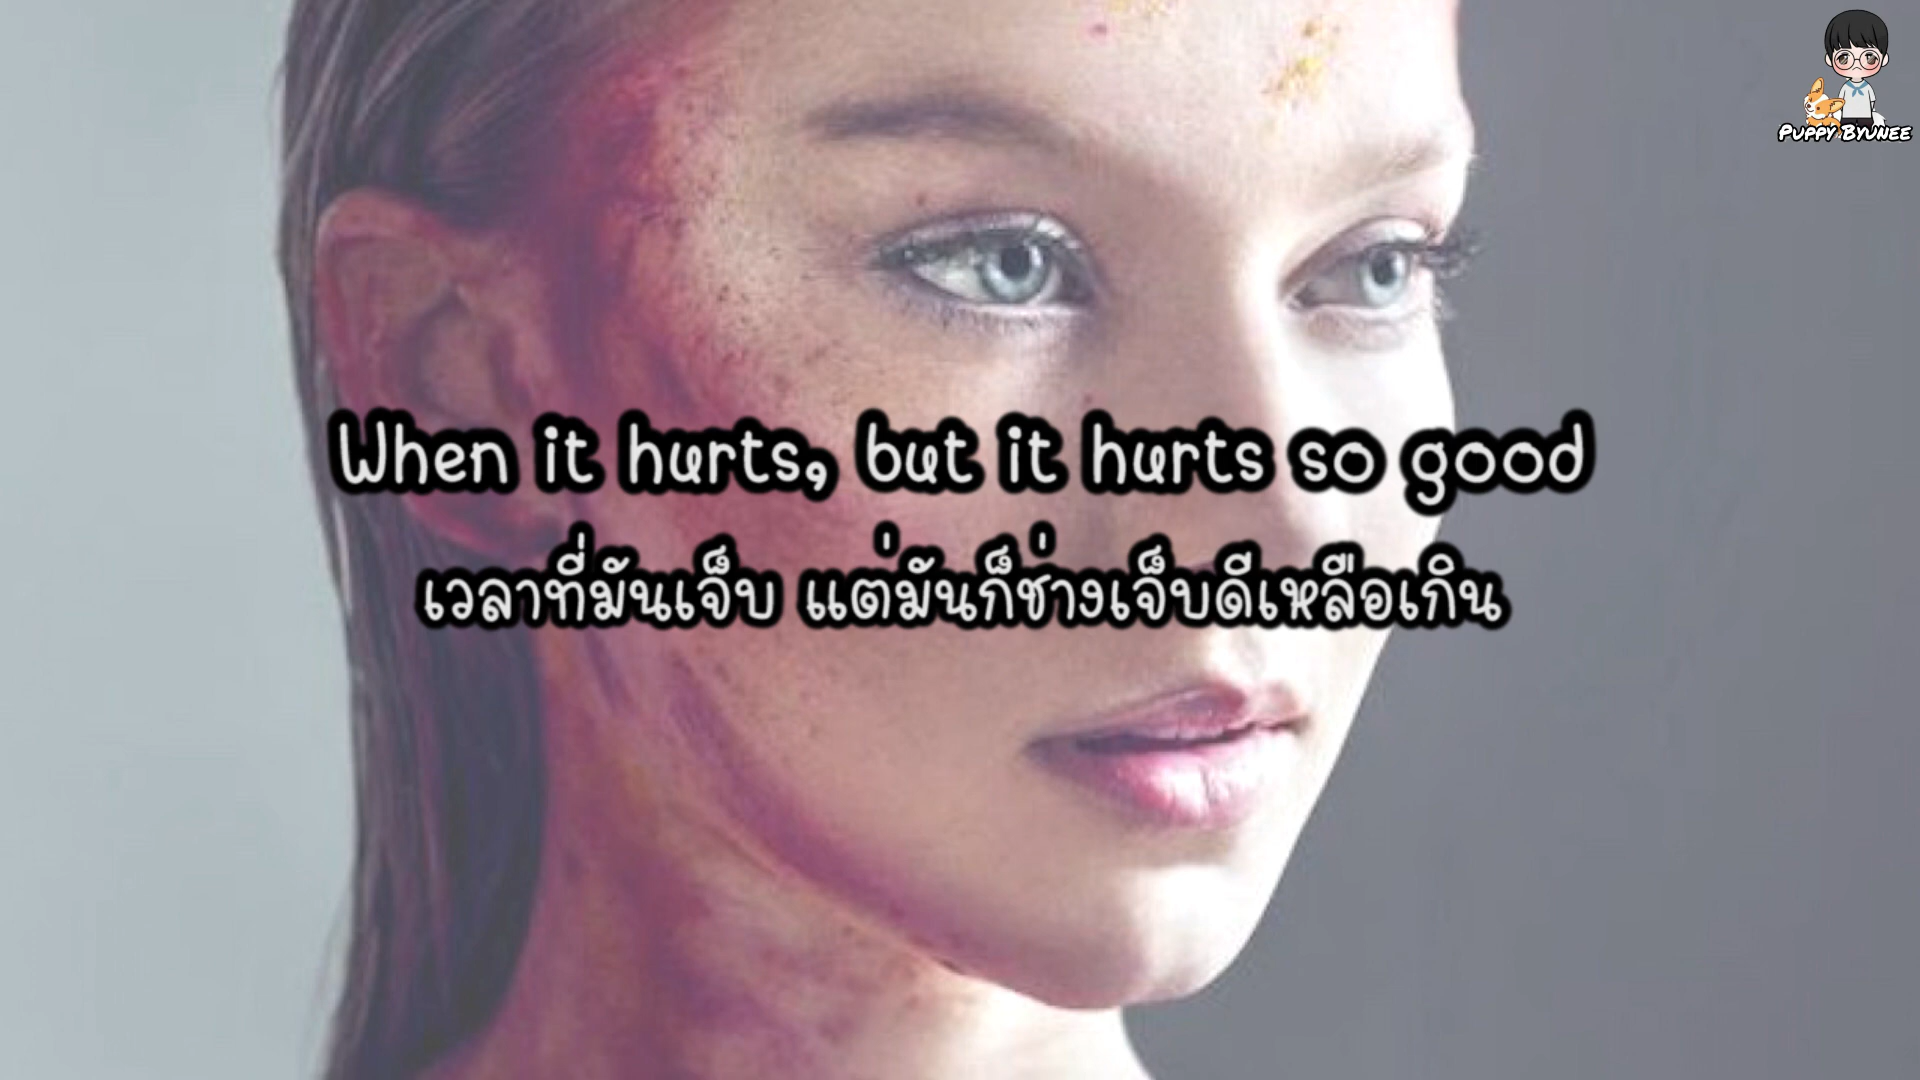 PUPPY BYUNEE
When it hurts, but it hurts so good
เวลาที่มันเจ็บ แต่มันก็ช่างเจ็บดีเหลือเกิน